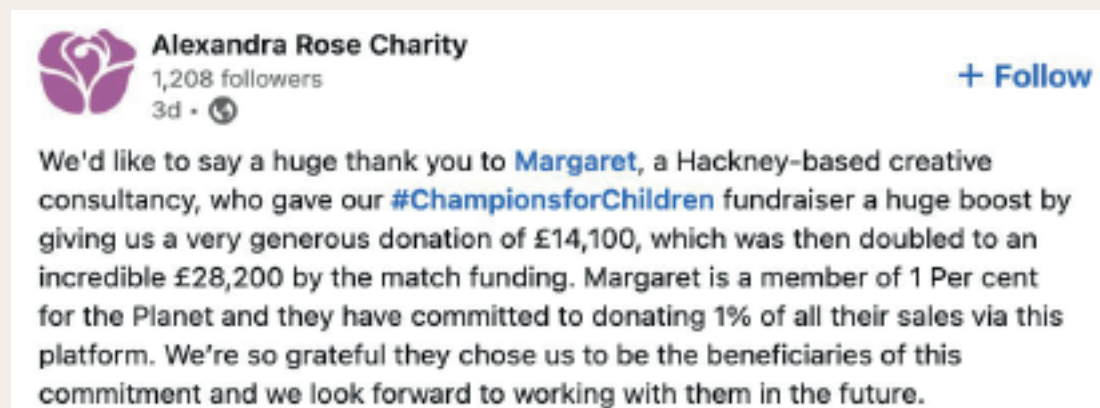 Alexandra Rose Charity
1,208 followers
+ Follow
3d •
We'd like to say a huge thank you to Margaret, a Hackney-based creative
consultancy, who gave our #ChampionsforChildren fundraiser a huge boost by
giving us a very generous donation of £14,100, which was then doubled to an
incredible £28,200 by the match funding. Margaret is a member of 1 Per cent
for the Planet and they have committed to donating 1% of all their sales via this
platform. We're so grateful they chose us to be the beneficiaries of this
commitment and we look forward to working with them in the future.